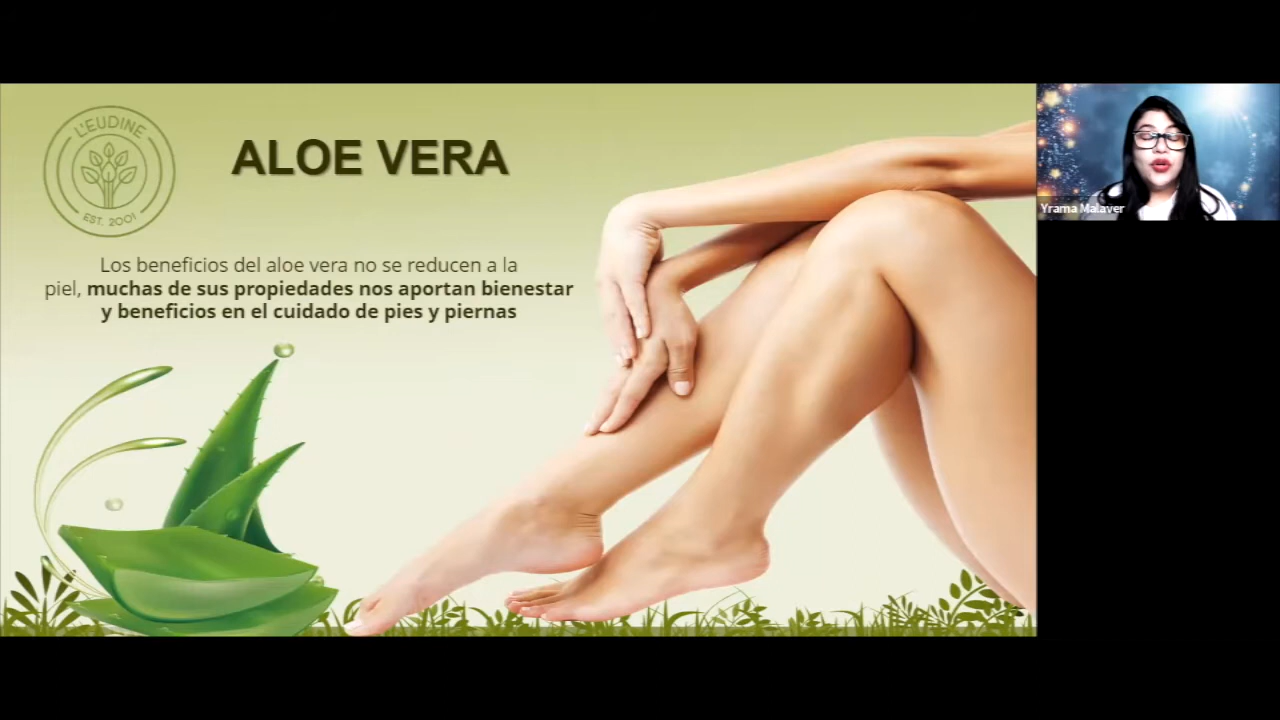 L'EUDINE
EST. 2001
ALOE VERA
Los beneficios del aloe vera no se reducen a la
piel, muchas de sus propiedades nos aportan bienestar
y beneficios en el cuidado de pies y piernas
Yrama Malaver